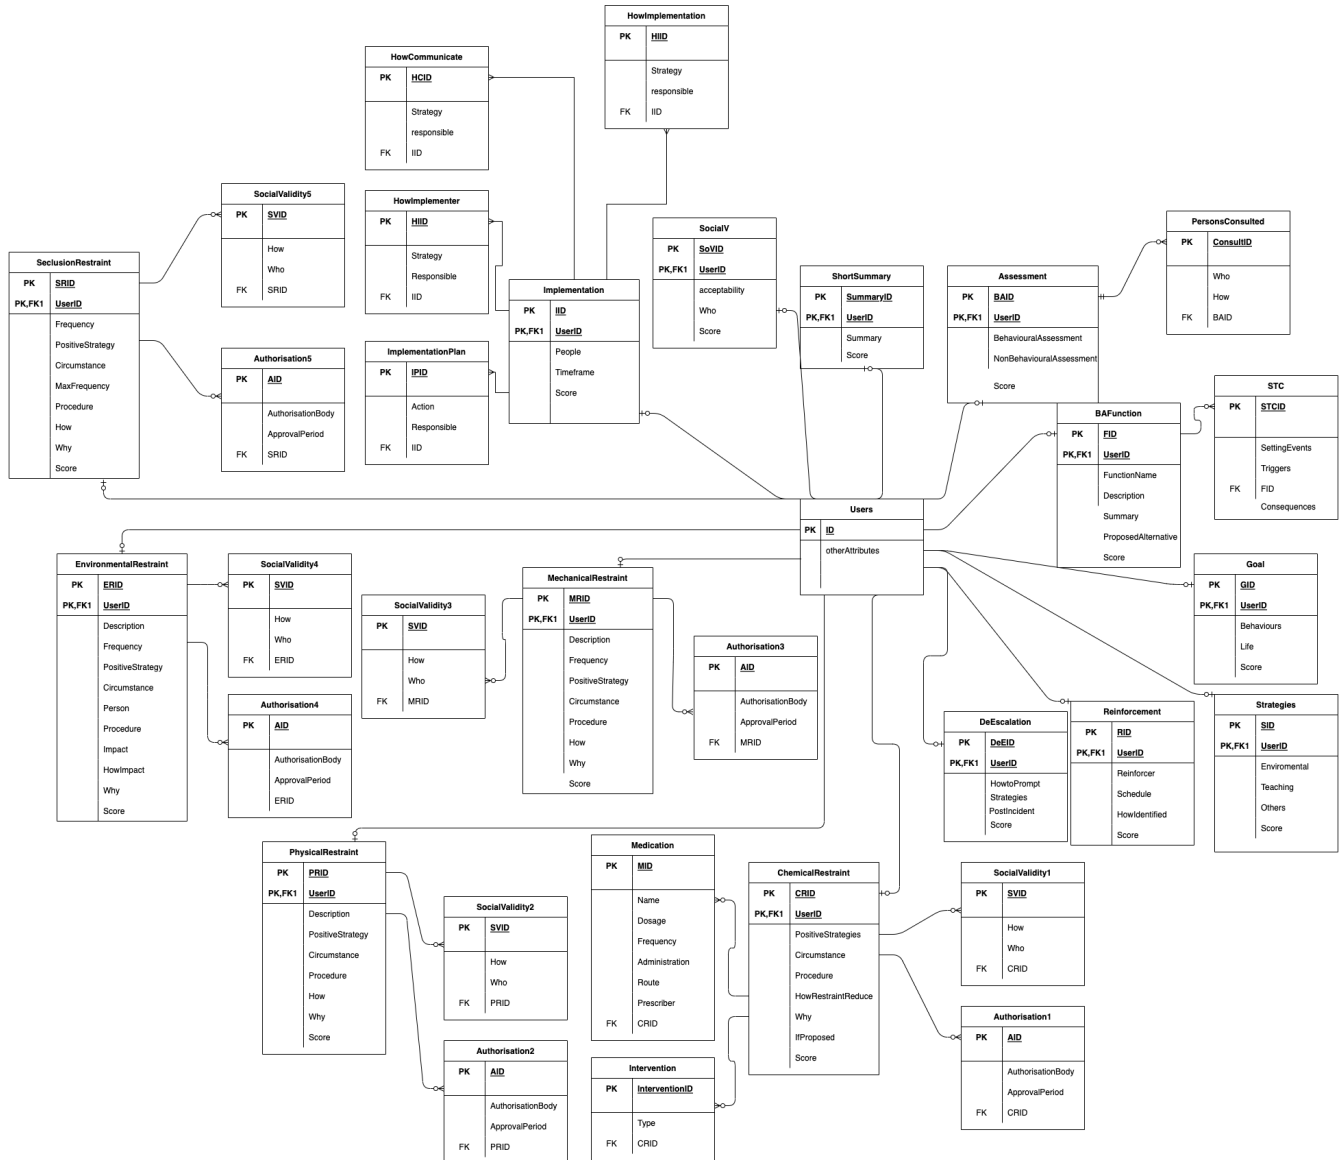 HowImplementation
PK HIID
Strategy
responsible
FK IID
HowCommunicate
PK HCID
Strategy
responsible
FK IID
SocialValidity5
PK SVID
How
Who
FK SRID
HowImplementer
PK HIID
Strategy
Responsible
FK IID
SocialV
PK SoVID
PK,FK1 UserID
acceptability
Who
Score
PersonsConsulted
PK ConsultID
Who
How
FK BAID
SeclusionRestraint
PK SRID
PK,FK1 UserID
Frequency
PositiveStrategy
Circumstance
MaxFrequency
Procedure
How
Why
Score
Implementation
PK IID
PK,FK1 UserID
People
Timeframe
Score
ShortSummary
PK SummaryID
PK,FK1 UserID
Summary
Score
Assessment
PK BAID
PK,FK1 UserID
BehaviouralAssessment
NonBehaviouralAssessment
Score
Authorisation5
PK AID
AuthorisationBody
ApprovalPeriod
FK SRID
ImplementationPlan
PK IPID
Action
Responsible
FK IID
BAFunction
PK FID
PK,FK1 UserID
FunctionName
Description
Summary
ProposedAlternative
Score
STC
PK STCID
SettingEvents
Triggers
FK FID
Consequences
Users
PK ID
otherAttributes
EnvironmentalRestraint
PK ERID
PK,FK1 UserID
Description
Frequency
PositiveStrategy
Circumstance
Person
Procedure
Impact
HowImpact
Why
Score
SocialValidity4
PK SVID
How
Who
FK ERID
Authorisation4
PK AID
AuthorisationBody
ApprovalPeriod
FK ERID
SocialValidity3
PK SVID
How
Who
FK MRID
MechanicalRestraint
PK MRID
PK,FK1 UserID
Description
Frequency
PositiveStrategy
Circumstance
Procedure
How
Why
Score
Authorisation3
PK AID
AuthorisationBody
ApprovalPeriod
FK MRID
Goal
PK GID
PK,FK1 UserID
Behaviours
Life
Score
DeEscalation
PK DeEID
PK,FK1 UserID
HowtoPrompt
Strategies
PostIncident
Score
Reinforcement
PK RID
PK,FK1 UserID
Reinforcer
Schedule
HowIdentified
Score
Strategies
PK SID
PK,FK1 UserID
Enviromental
Teaching
Others
Score
PhysicalRestraint
PK PRID
PK,FK1 UserID
Description
PositiveStrategy
Circumstance
Procedure
How
Why
Score
SocialValidity2
PK SVID
How
Who
FK PRID
Authorisation2
PK AID
AuthorisationBody
ApprovalPeriod
FK PRID
Medication
PK MID
Name
Dosage
Frequency
Administration
Route
Prescriber
FK CRID
Intervention
PK InterventionID
Type
FK CRID
ChemicalRestraint
PK CRID
PK,FK1 UserID
PositiveStrategies
Circumstance
Procedure
HowRestraintReduce
Why
IfProposed
Score
SocialValidity1
PK SVID
How
Who
FK CRID
Authorisation1
PK AID
AuthorisationBody
ApprovalPeriod
FK CRID